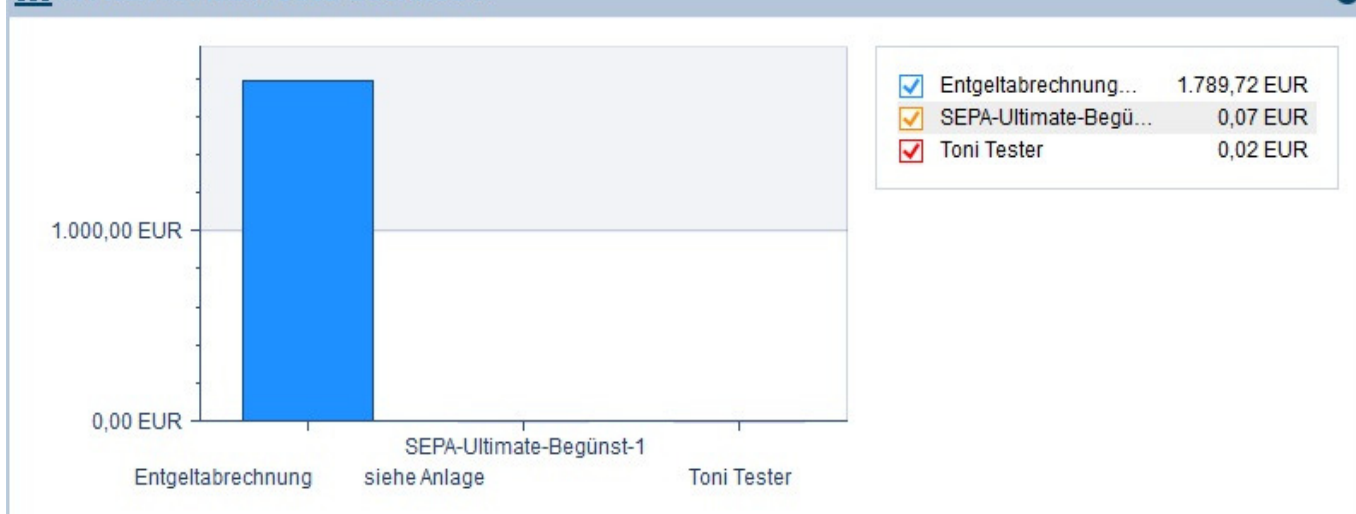 Entgeltabrechnung... 1.789,72 EUR
SEPA-Ultimate-Begü... 0,07 EUR
Toni Tester 0,02 EUR
1.000,00 EUR
0,00 EUR
SEPA-Ultimate-Begünst-1
Entgeltabrechnung siehe Anlage Toni Tester